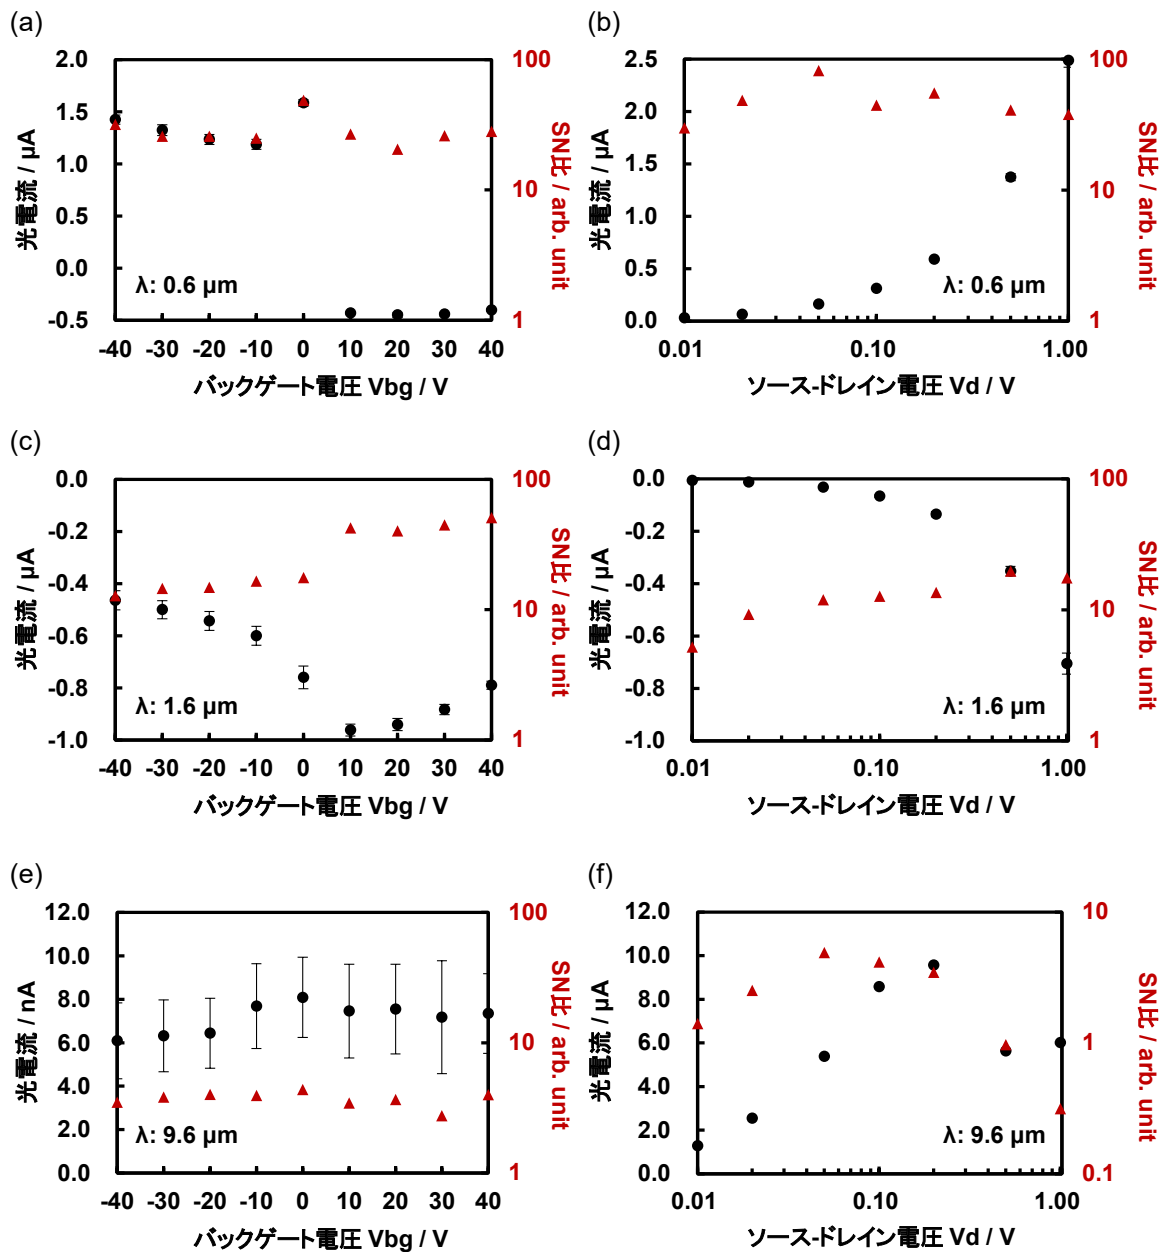 (a)
2.0
1.5
1.0
0.5
0.0
-0.5
光電流 / μA
100
10
1
SN比 / arb. unit
λ: 0.6 μm
-40 -30 -20 -10 0 10 20 30 40
バックゲート電圧 Vbg / V
(b)
2.5
2.0
1.5
1.0
0.5
0.0
光電流 / μA
100
10
1
SN比 / arb. unit
λ: 0.6 μm
0.01 0.10 1.00
ソース-ドレイン電圧 Vd / V
(c)
0.0
-0.2
-0.4
-0.6
-0.8
-1.0
光電流 / μA
100
10
1
SN比 / arb. unit
λ: 1.6 μm
-40 -30 -20 -10 0 10 20 30 40
バックゲート電圧 Vbg / V
(d)
0.0
-0.2
-0.4
-0.6
-0.8
-1.0
光電流 / μA
100
10
1
SN比 / arb. unit
λ: 1.6 μm
0.01 0.10 1.00
ソース-ドレイン電圧 Vd / V
(e)
12.0
10.0
8.0
6.0
4.0
2.0
0.0
光電流 / nA
100
10
1
SN比 / arb. unit
λ: 9.6 μm
-40 -30 -20 -10 0 10 20 30 40
バックゲート電圧 Vbg / V
(f)
12.0
10.0
8.0
6.0
4.0
2.0
0.0
光電流 / μA
10
1
0.1
SN比 / arb. unit
λ: 9.6 μm
0.01 0.10 1.00
ソース-ドレイン電圧 Vd / V